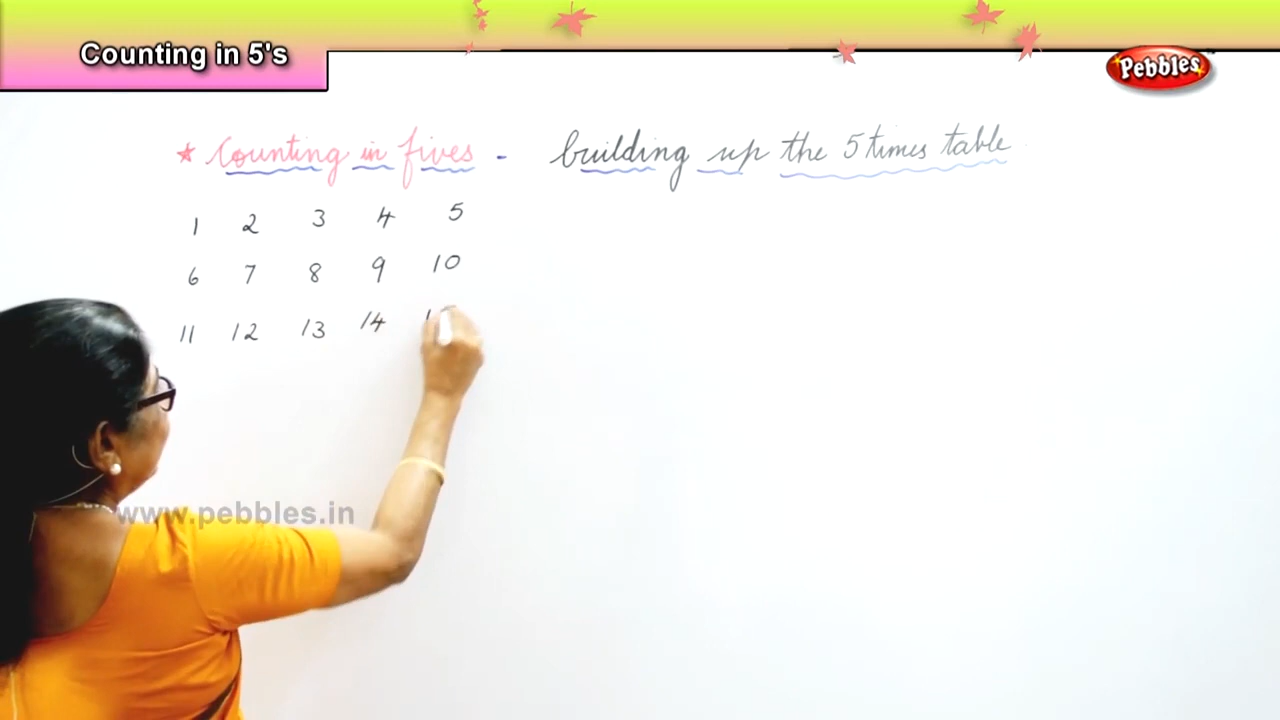 Counting in 5's
Pebbles
* Counting in fives - building up the 5 times table
1 2 3 4 5
6 7 8 9 10
11 12 13 14
www.pebbles.in